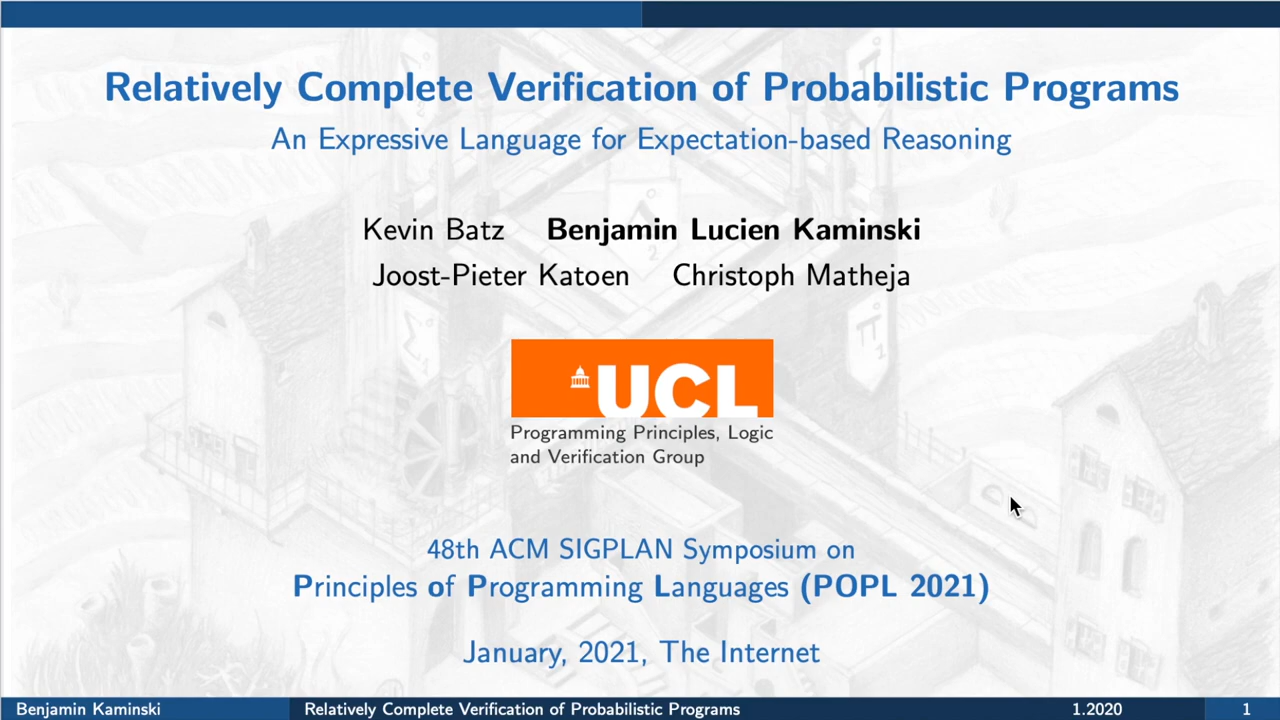 Relatively Complete Verification of Probabilistic Programs
An Expressive Language for Expectation-based Reasoning
Kevin Batz Benjamin Lucien Kaminski
Joost-Pieter Katoen Christoph Matheja
UCL
Programming Principles, Logic
and Verification Group
48th ACM SIGPLAN Symposium on
Principles of Programming Languages (POPL 2021)
January, 2021, The Internet
Benjamin Kaminski Relatively Complete Verification of Probabilistic Programs 1.2020 1